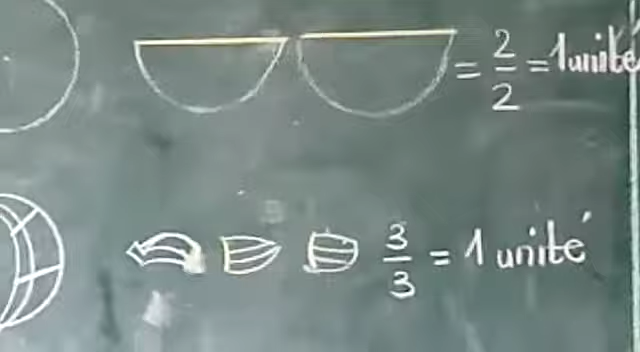 = 2/2 = 1 unité
3/3 = 1 unité